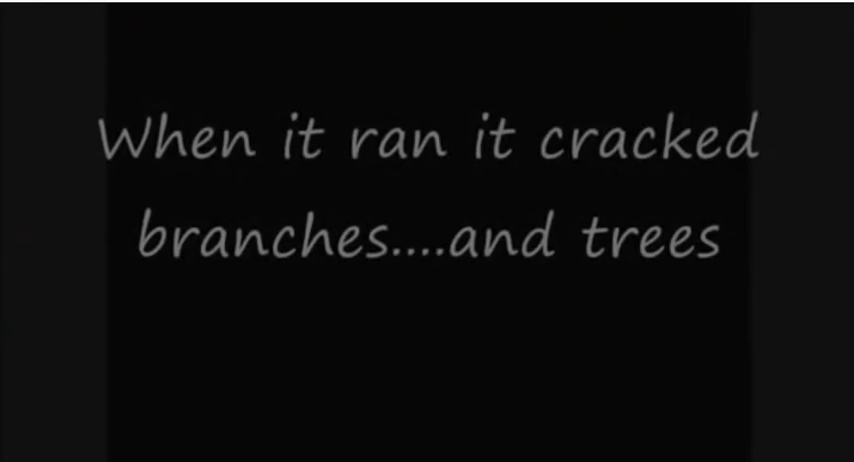 When it ran it cracked
branches....and trees